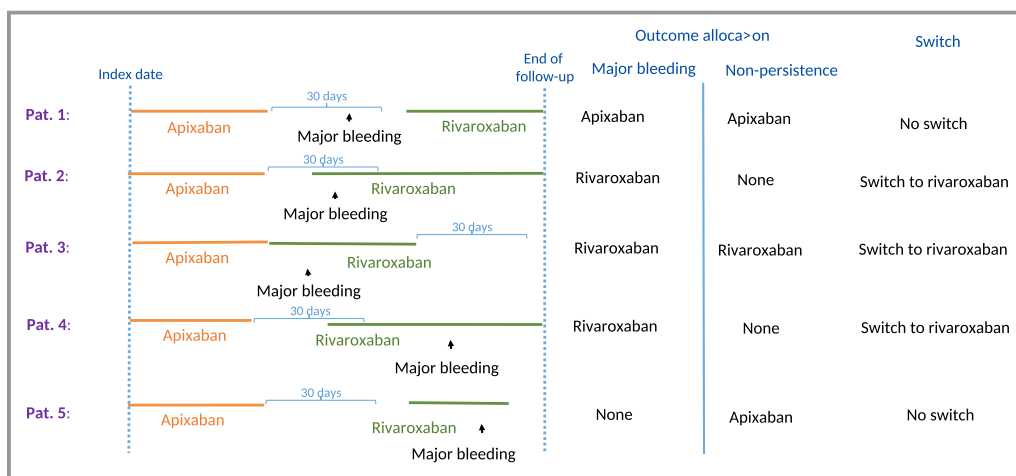 Outcome alloca>on
Switch
Index date
End of
follow-up
Major bleeding
Non-persistence
Pat. 1:
30 days
Apixaban
Major bleeding
Rivaroxaban
Apixaban
Apixaban
No switch
Pat. 2:
30 days
Apixaban
Rivaroxaban
Major bleeding
Rivaroxaban
None
Switch to rivaroxaban
Pat. 3:
30 days
Apixaban
Rivaroxaban
Major bleeding
Rivaroxaban
Rivaroxaban
Switch to rivaroxaban
Pat. 4:
30 days
Apixaban
Rivaroxaban
Major bleeding
Rivaroxaban
None
Switch to rivaroxaban
Pat. 5:
30 days
Apixaban
Rivaroxaban
Major bleeding
None
Apixaban
No switch